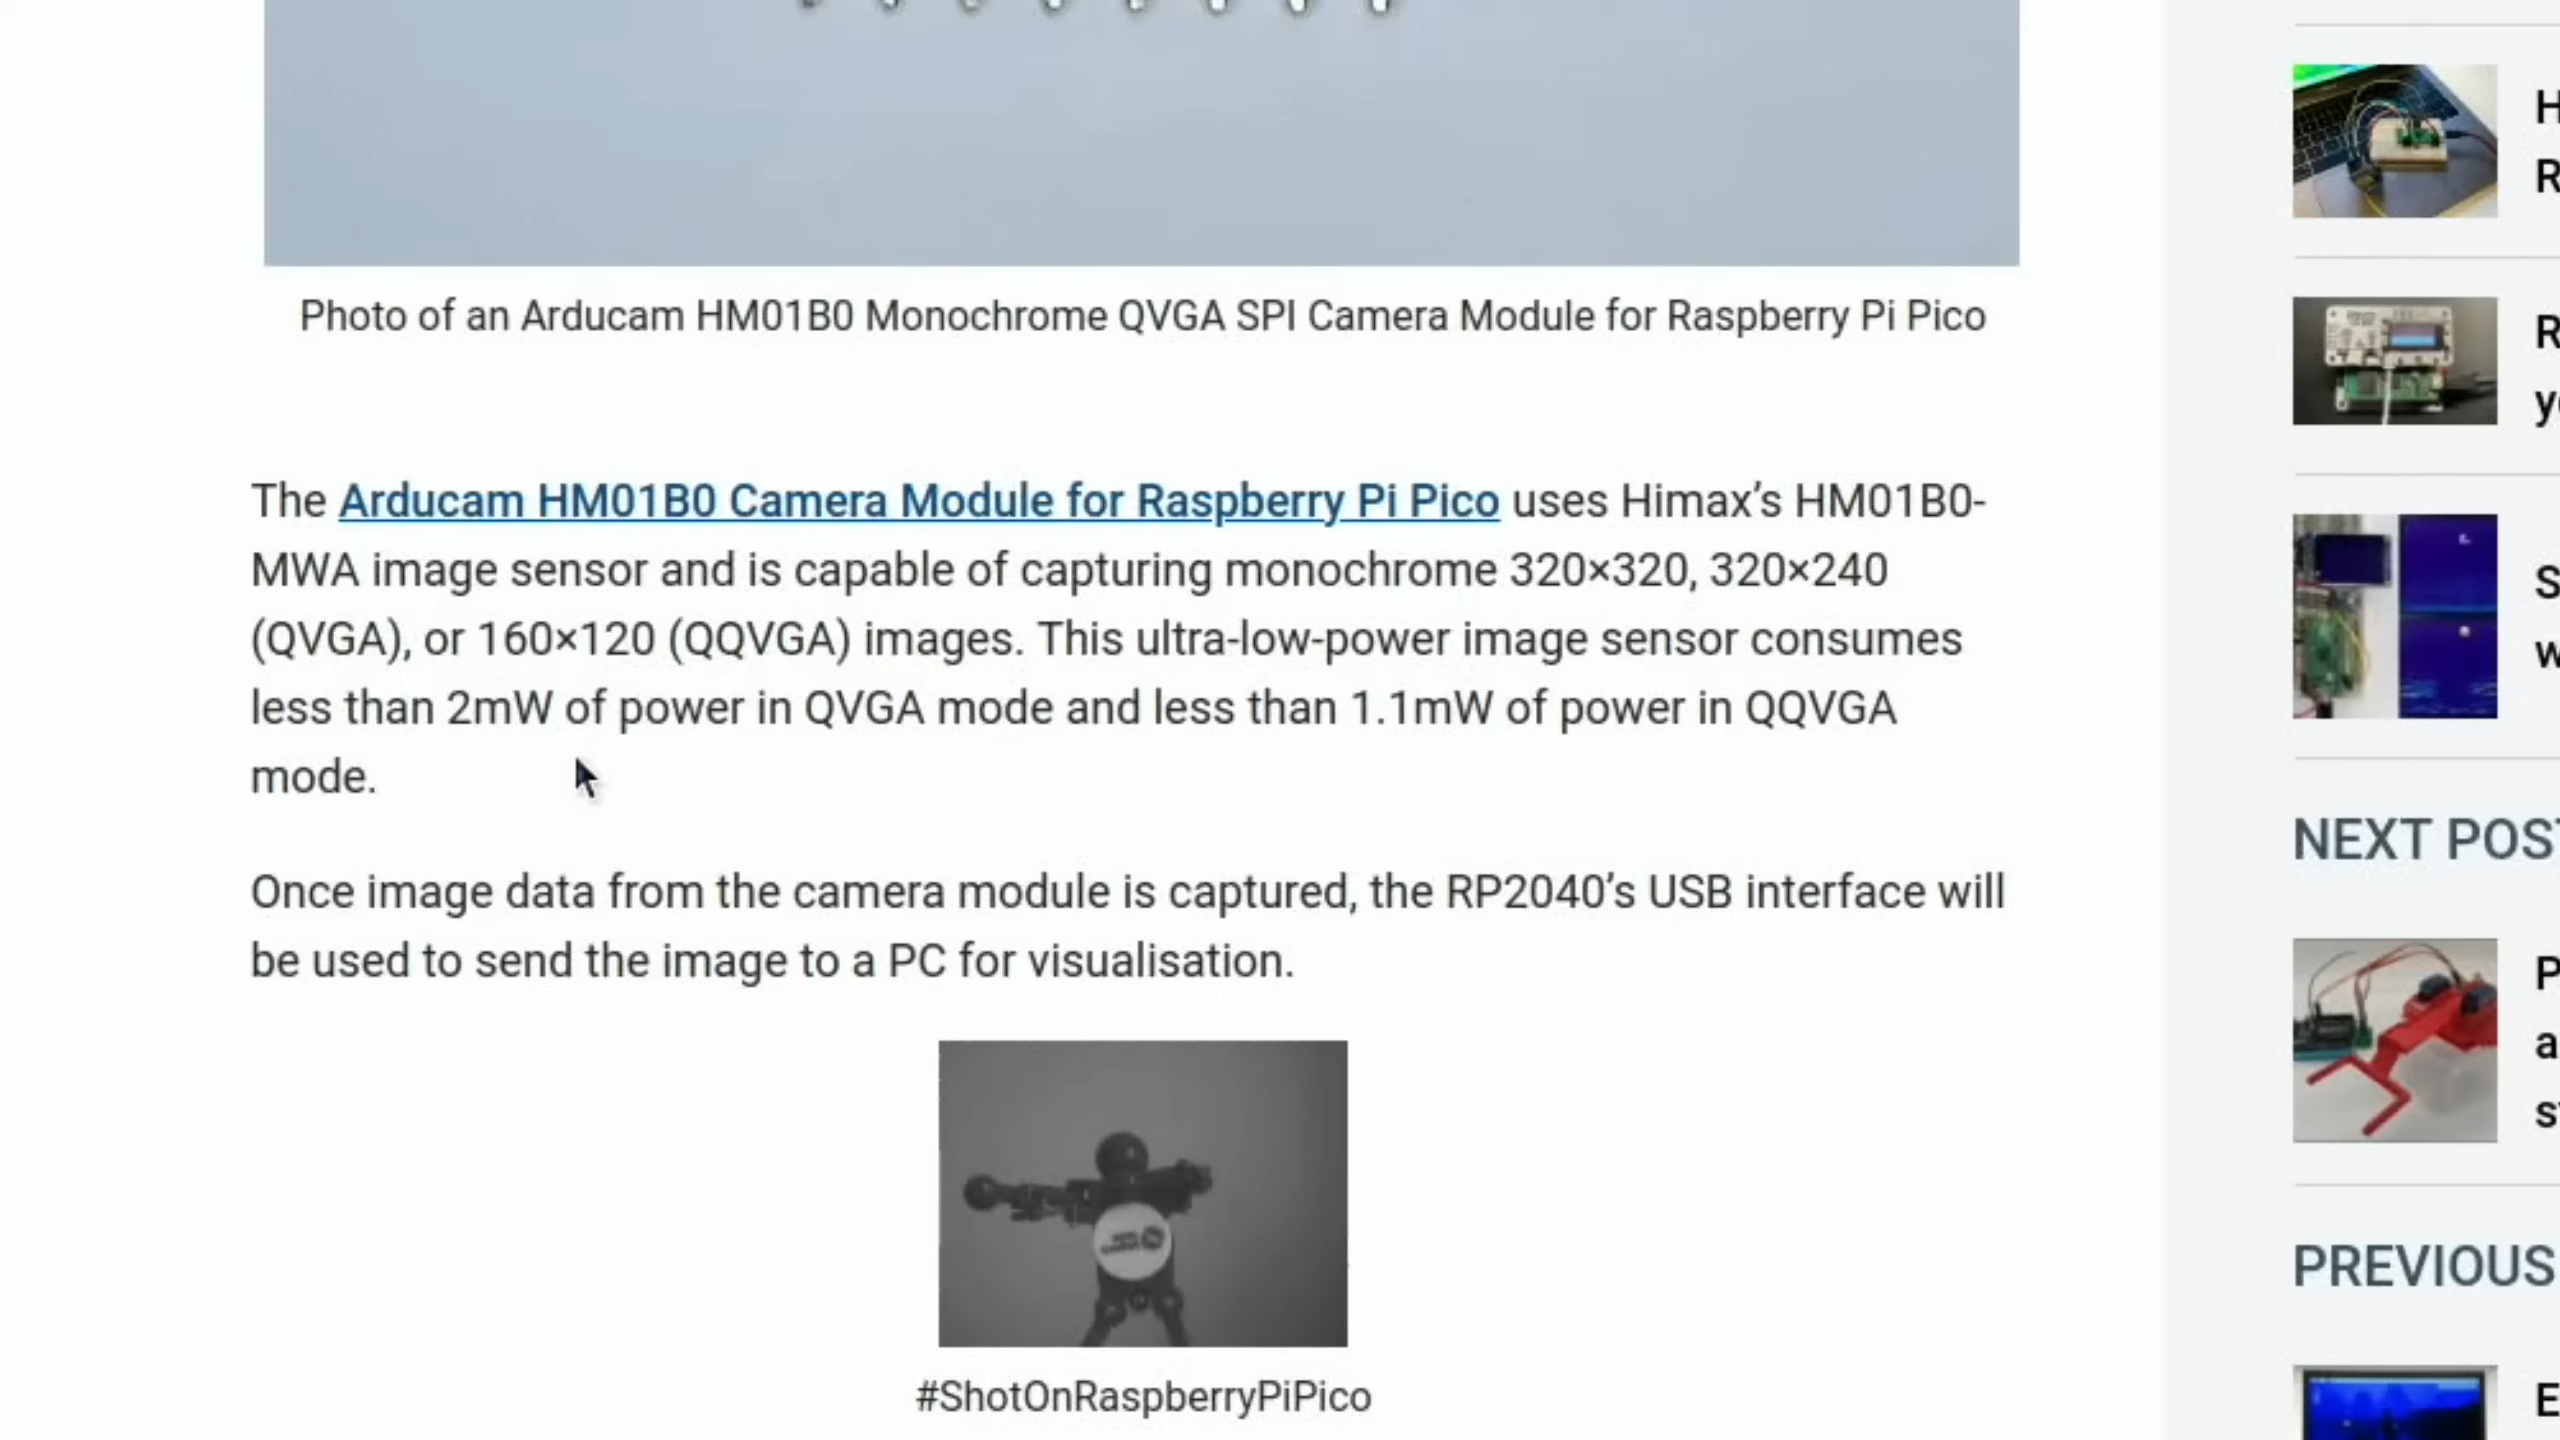 Photo of an Arducam HM01B0 Monochrome QVGA SPI Camera Module for Raspberry Pi Pico
The Arducam HM01B0 Camera Module for Raspberry Pi Pico uses Himax’s HM01B0-
MWA image sensor and is capable of capturing monochrome 320×320, 320×240
(QVGA), or 160×120 (QQVGA) images. This ultra-low-power image sensor consumes
less than 2mW of power in QVGA mode and less than 1.1mW of power in QQVGA
mode.
Once image data from the camera module is captured, the RP2040’s USB interface will
be used to send the image to a PC for visualisation.
#ShotOnRaspberryPiPico
NEXT POS
PREVIOUS